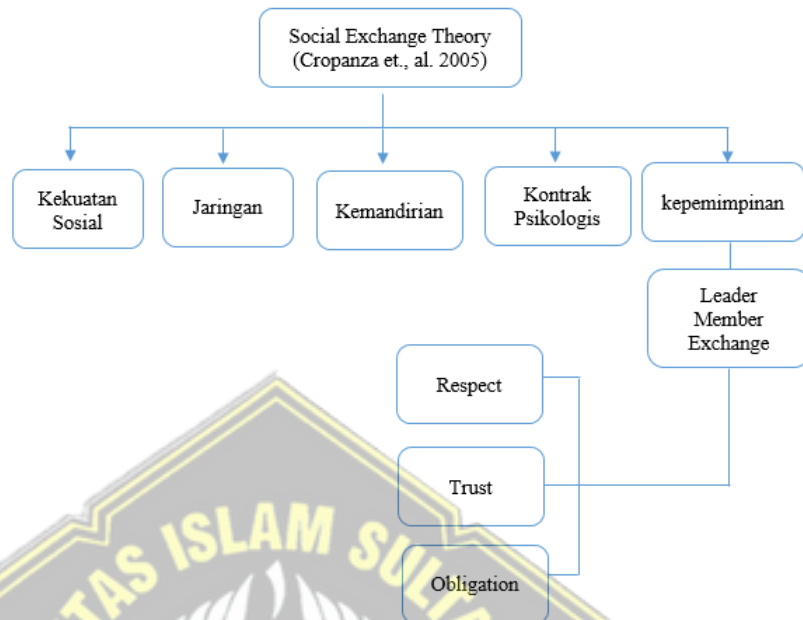 Social Exchange Theory
(Cropanza et., al. 2005)
Kekuatan
Sosial
Jaringan
Kemandirian
Kontrak
Psikologis
kepemimpinan
Leader
Member
Exchange
Respect
Trust
Obligation
TAS ISLAM SUL